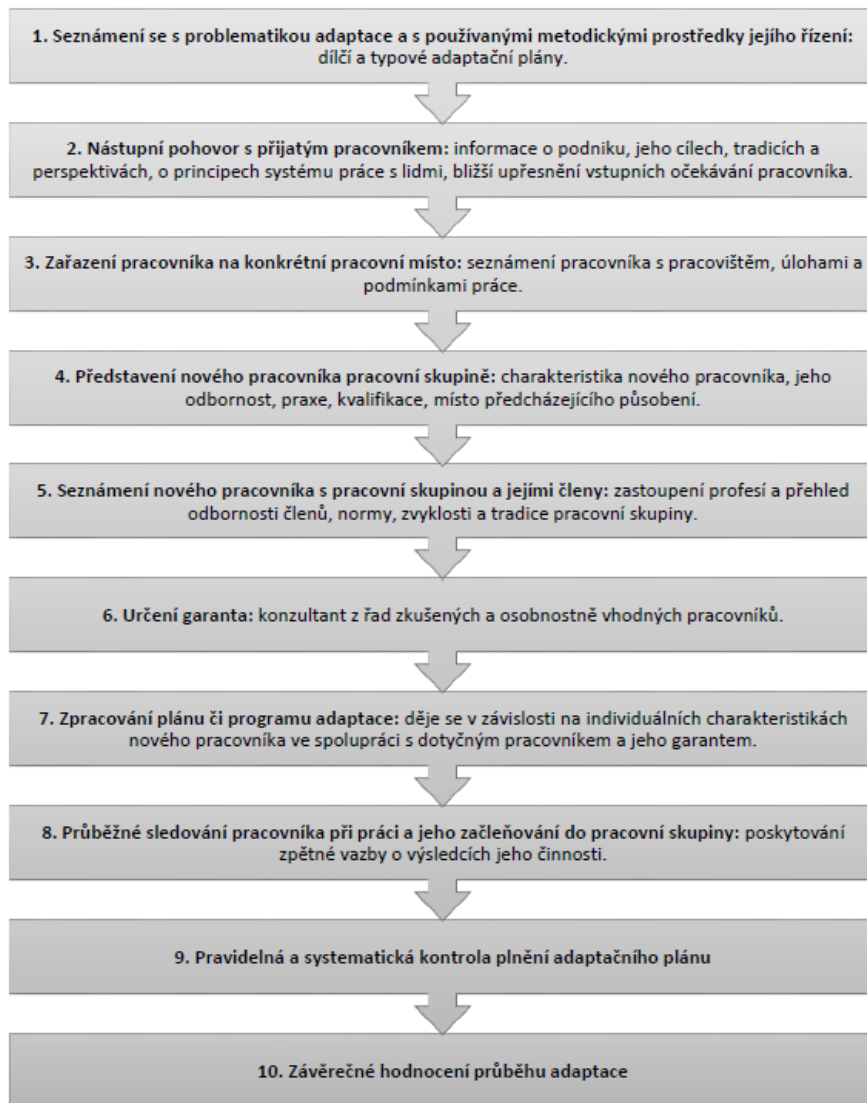 1. Seznámení se s problematikou adaptace a s používanými metodickými prostředky jejího řízení:
dílčí a typové adaptační plány.
2. Nástupní pohovor s přijatým pracovníkem: informace o podniku, jeho cílech, tradicích a
perspektivách, o principech systému práce s lidmi, bližší upřesnění vstupních očekávání pracovníka.
3. Zařazení pracovníka na konkrétní pracovní místo: seznámení pracovníka s pracovištěm, úlohami a
podmínkami práce.
4. Představení nového pracovníka pracovní skupině: charakteristika nového pracovníka, jeho
odbornost, praxe, kvalifikace, místo předcházejícího působení.
5. Seznámení nového pracovníka s pracovní skupinou a jejími členy: zastoupení profesí a přehled
odbornosti členů, normy, zvyklosti a tradice pracovní skupiny.
6. Určení garanta: konzultant z řad zkušených a osobnostně vhodných pracovníků.
7. Zpracování plánu či programu adaptace: děje se v závislosti na individuálních charakteristikách
nového pracovníka ve spolupráci s dotyčným pracovníkem a jeho garantem.
8. Průběžné sledování pracovníka při práci a jeho začleňování do pracovní skupiny: poskytování
zpětné vazby o výsledcích jeho činnosti.
9. Pravidelná a systematická kontrola plnění adaptačního plánu
10. Závěrečné hodnocení průběhu adaptace